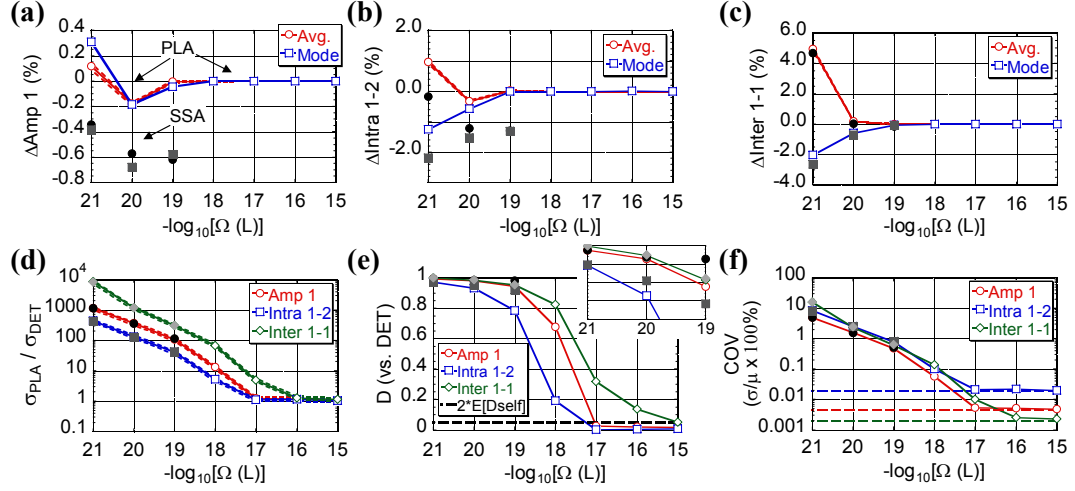 (a)
0.4
0.2
0
-0.2
-0.4
-0.6
-0.8
ΔAmp 1 (%)
PLA
SSA
Avg.
Mode
21 20 19 18 17 16 15
-log10[Ω (L)]
(b)
2.0
0.0
-2.0
ΔIntra 1-2 (%)
Avg.
Mode
21 20 19 18 17 16 15
-log10[Ω (L)]
(c)
6.0
4.0
2.0
0.0
-2.0
-4.0
ΔInter 1-1 (%)
Avg.
Mode
21 20 19 18 17 16 15
-log10[Ω (L)]
(d)
10^4
1000
100
10
1
0.1
σPLA / σDET
Amp 1
Intra 1-2
Inter 1-1
21 20 19 18 17 16 15
-log10[Ω (L)]
(e)
1
0.8
0.6
0.4
0.2
0
D (vs. DET)
21 20 19
Amp 1
Intra 1-2
Inter 1-1
2*E[Dself]
21 20 19 18 17 16 15
-log10[Ω (L)]
(f)
100
10
1
0.1
0.01
0.001
COV
(σ/μ x 100%)
Amp 1
Intra 1-2
Inter 1-1
21 20 19 18 17 16 15
-log10[Ω (L)]